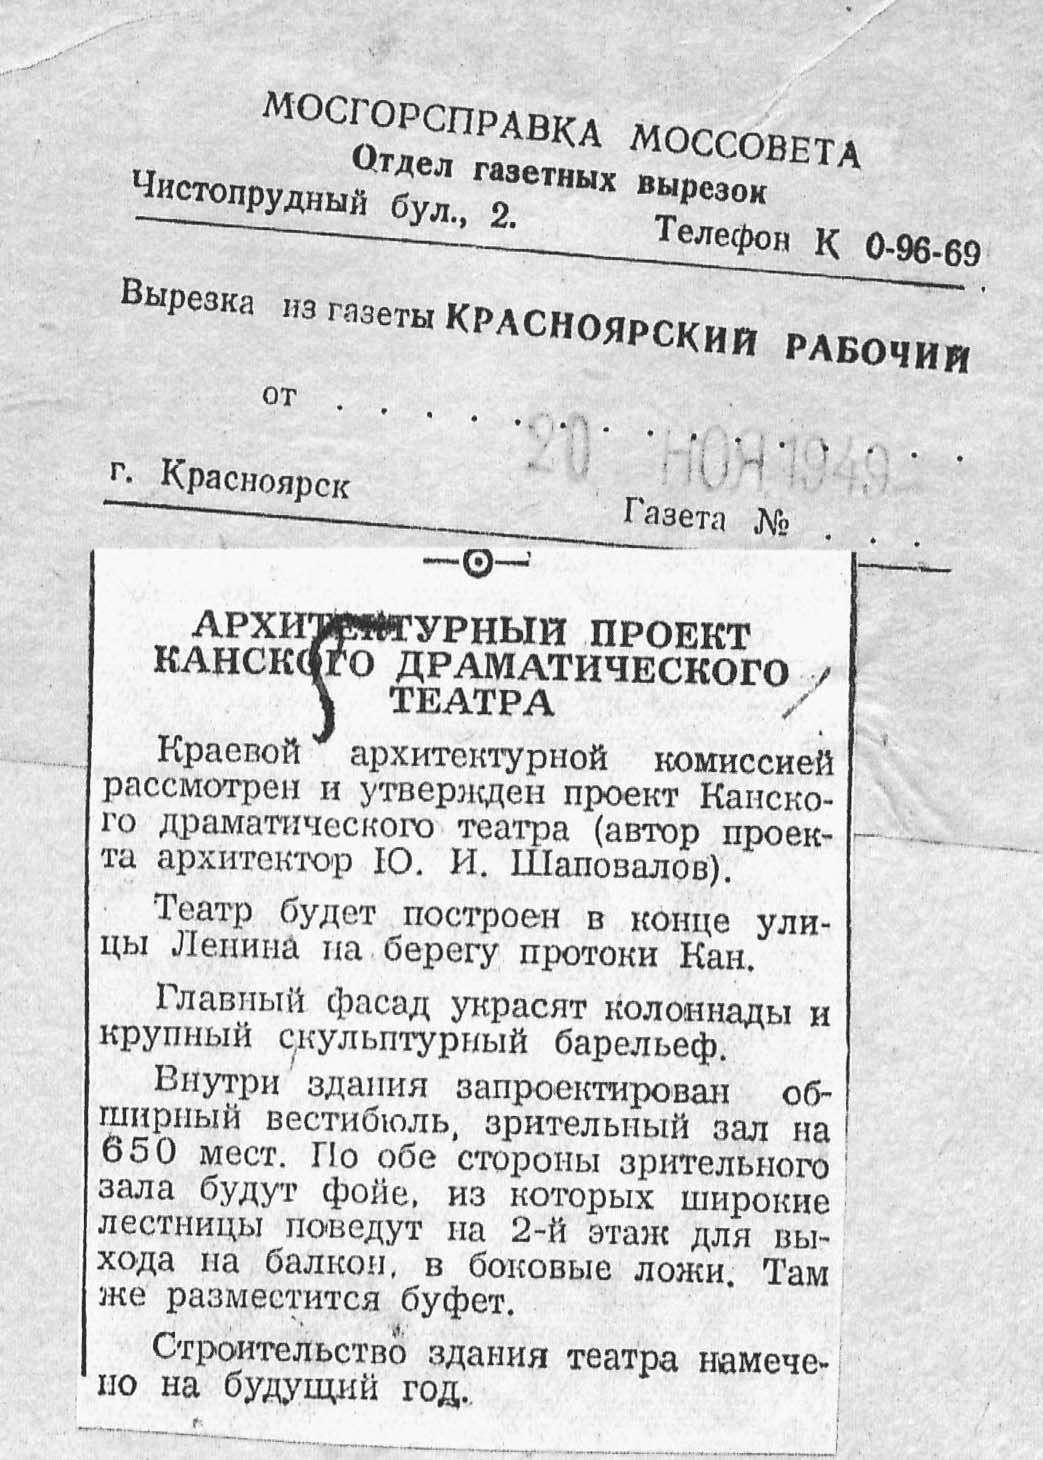 МОСГОРСПРАВКА МОССОВЕТА
Отдел газетных вырезок
Чистопрудный бул., 2. Телефон К 0-96-69
Вырезка из газеты КРАСНОЯРСКИЙ РАБОЧИЙ
от . . . . . . . . . . . . . . .
20 НОЯ 1949
г. Красноярск Газета № . . .
АРХИТЕКТУРНЫЙ ПРОЕКТ
КАНСКОГО ДРАМАТИЧЕСКОГО
ТЕАТРА
Краевой архитектурной комиссией
рассмотрен и утвержден проект Канско-
го драматического театра (автор проек-
та архитектор Ю. И. Шаповалов).
Театр будет построен в конце ули-
цы Ленина на берегу протоки Кан.
Главный фасад украсят колоннады и
крупный скульптурный барельеф.
Внутри здания запроектирован об-
ширный вестибюль, зрительный зал на
650 мест. По обе стороны зрительного
зала будут фойе, из которых широкие
лестницы поведут на 2-й этаж для вы-
хода на балкон, в боковые ложи. Там
же разместится буфет.
Строительство здания театра намече-
но на будущий год.